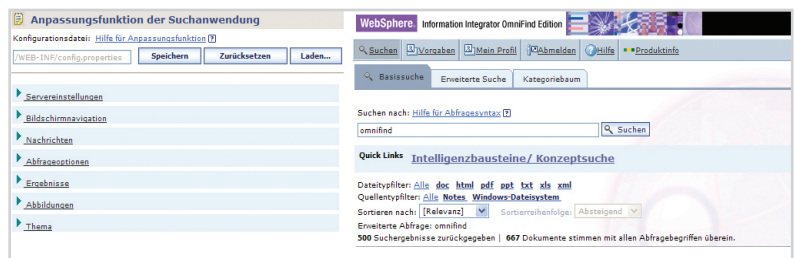 Anpassungsfunktion der Suchanwendung
Konfigurationsdatei: Hilfe für Anpassungsfunktion [?]
/WEB-INF/config.properties Speichern Zurücksetzen Laden...
Servereinstellungen
Bildschirmnavigation
Nachrichten
Abfrageoptionen
Ergebnisse
Abbildungen
Thema
WebSphere. Information Integrator OmniFind Edition
Suchen Vorgaben Mein Profil Abmelden Hilfe Produktinfo
Basissuche Erweiterte Suche Kategoriebaum
Suchen nach: Hilfe für Abfragesyntax [?]
omnifind Suchen
Quick Links Intelligenzbausteine/ Konzeptsuche
Dateitypfilter: Alle doc html pdf ppt txt xls xml
Quellentypfilter: Alle Notes Windows-Dateisystem
Sortieren nach: [Relevanz] Sortierreihenfolge: Absteigend
Erweiterte Abfrage: omnifind
500 Suchergebnisse zurückgegeben | 667 Dokumente stimmen mit allen Abfragebegriffen überein.